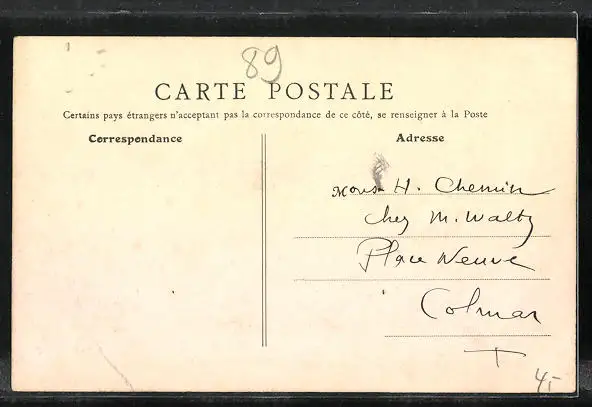 89
CARTE POSTALE
Certains pays étrangers n'acceptant pas la correspondance de ce côté, se renseigner à la Poste
Correspondance
Adresse
Mons H. Chemin
chez M. Waltz
Place Neuve
Colmar
4,-